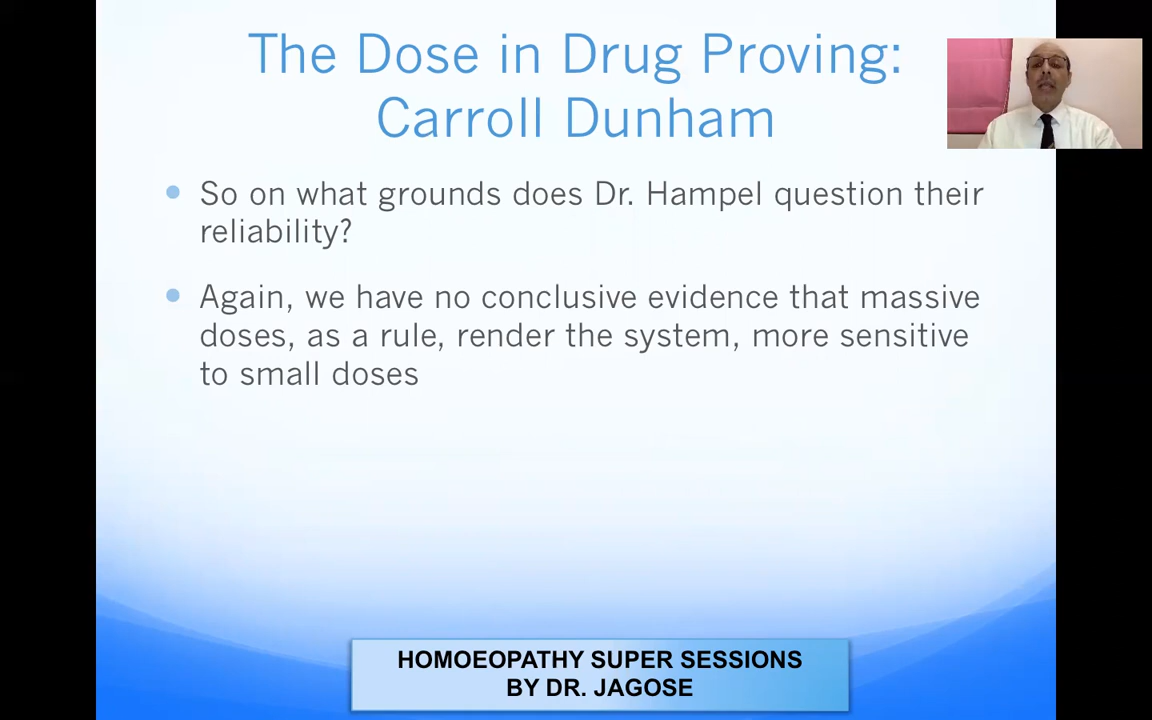 The Dose in Drug Proving:
Carroll Dunham
So on what grounds does Dr. Hampel question their
reliability?
Again, we have no conclusive evidence that massive
doses, as a rule, render the system, more sensitive
to small doses
HOMOEOPATHY SUPER SESSIONS
BY DR. JAGOSE